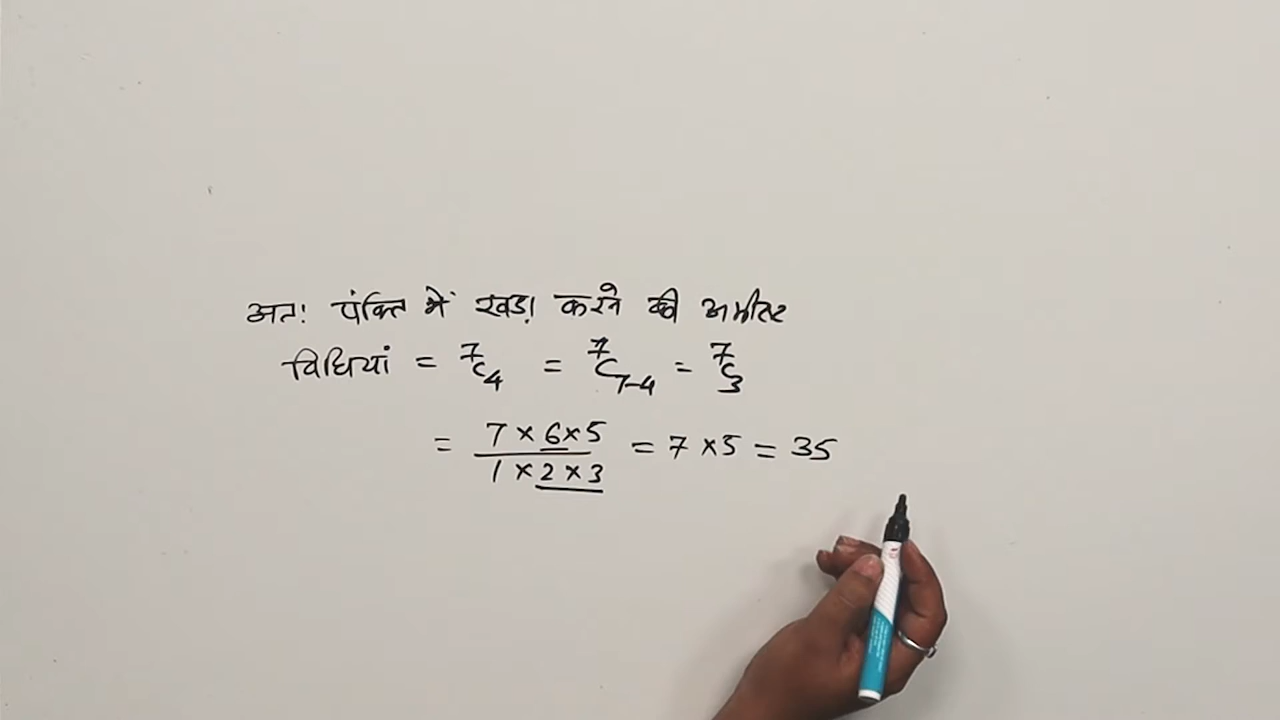 अतः पंक्ति में खड़ा करने की अभीष्ट
विधियां = ⁷C₄ = ⁷C₇₋₄ = ⁷C₃
= 7 × 6 × 5 / 1 × 2 × 3 = 7 × 5 = 35